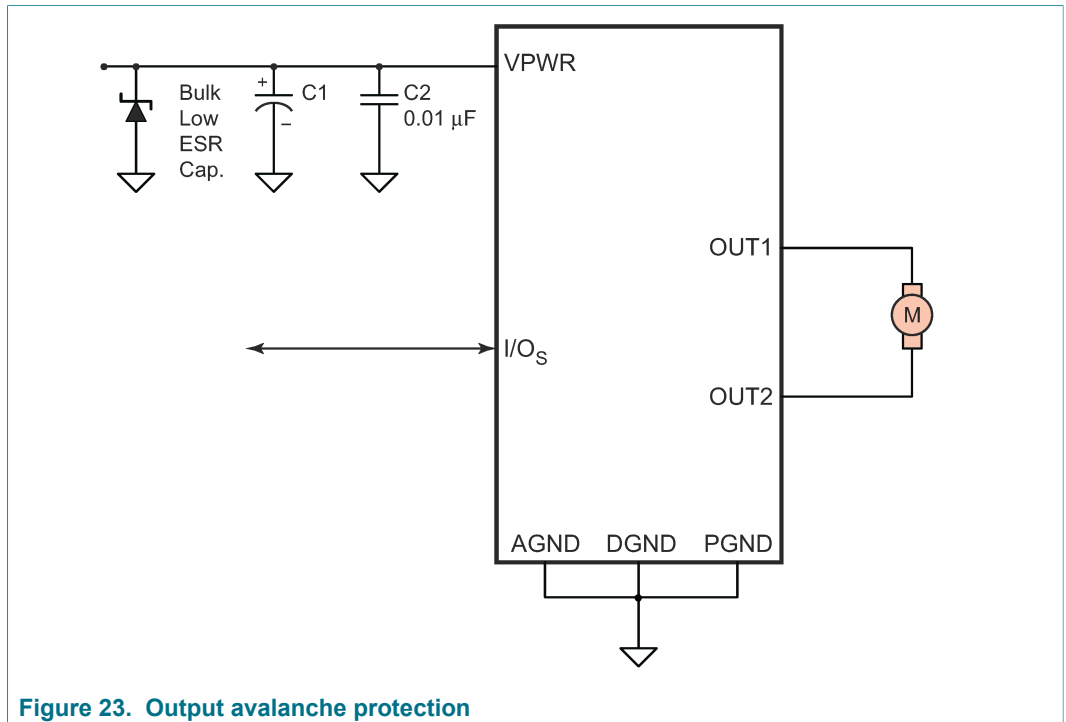 VPWR
Bulk
Low
ESR
Cap.
+
C1
–
C2
0.01 μF
OUT1
M
I/OS
OUT2
AGND DGND PGND
Figure 23. Output avalanche protection